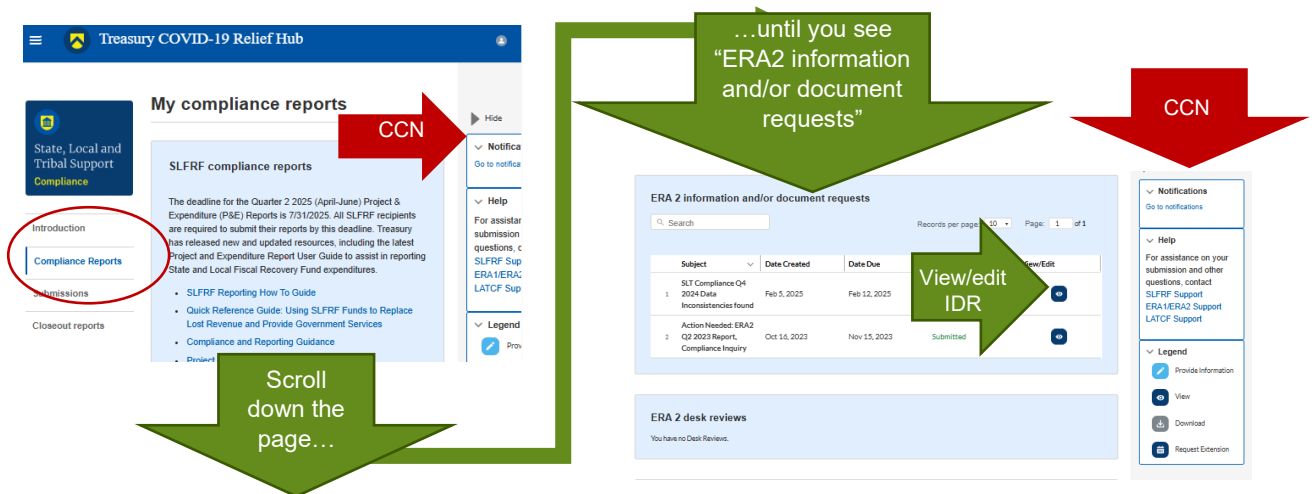 Treasury COVID-19 Relief Hub
State, Local and
Tribal Support
Compliance
Introduction
Compliance Reports
Submissions
Closeout reports
My compliance reports
SLFRF compliance reports
The deadline for the Quarter 2 2025 (April-June) Project &
Expenditure (P&E) Reports is 7/31/2025. All SLFRF recipients
are required to submit their reports by this deadline. Treasury
has released new and updated resources, including the latest
Project and Expenditure Report User Guide to assist in reporting
State and Local Fiscal Recovery Fund expenditures.
• SLFRF Reporting How To Guide
• Quick Reference Guide: Using SLFRF Funds to Replace
Lost Revenue and Provide Government Services
• Compliance and Reporting Guidance
• Project
CCN
Hide
Notifica
Go to notificat
Help
For assistan
submission
questions, c
SLFRF Sup
ERA1/ERA2
LATCF Sup
Legend
Prov
Scroll
down the
page…
…until you see
“ERA2 information
and/or document
requests”
ERA 2 information and/or document requests
Search
Records per page: 10 Page: 1 of 1
Subject Date Created Date Due View/Edit
1 SLT Compliance Q4
2024 Data
Inconsistencies found
Feb 5, 2025 Feb 12, 2025
2 Action Needed: ERA2
Q2 2023 Report,
Compliance Inquiry
Oct 16, 2023 Nov 15, 2023 Submitted
View/edit
IDR
ERA 2 desk reviews
You have no Desk Reviews.
CCN
Notifications
Go to notifications
Help
For assistance on your
submission and other
questions, contact
SLFRF Support
ERA1/ERA2 Support
LATCF Support
Legend
Provide Information
View
Download
Request Extension